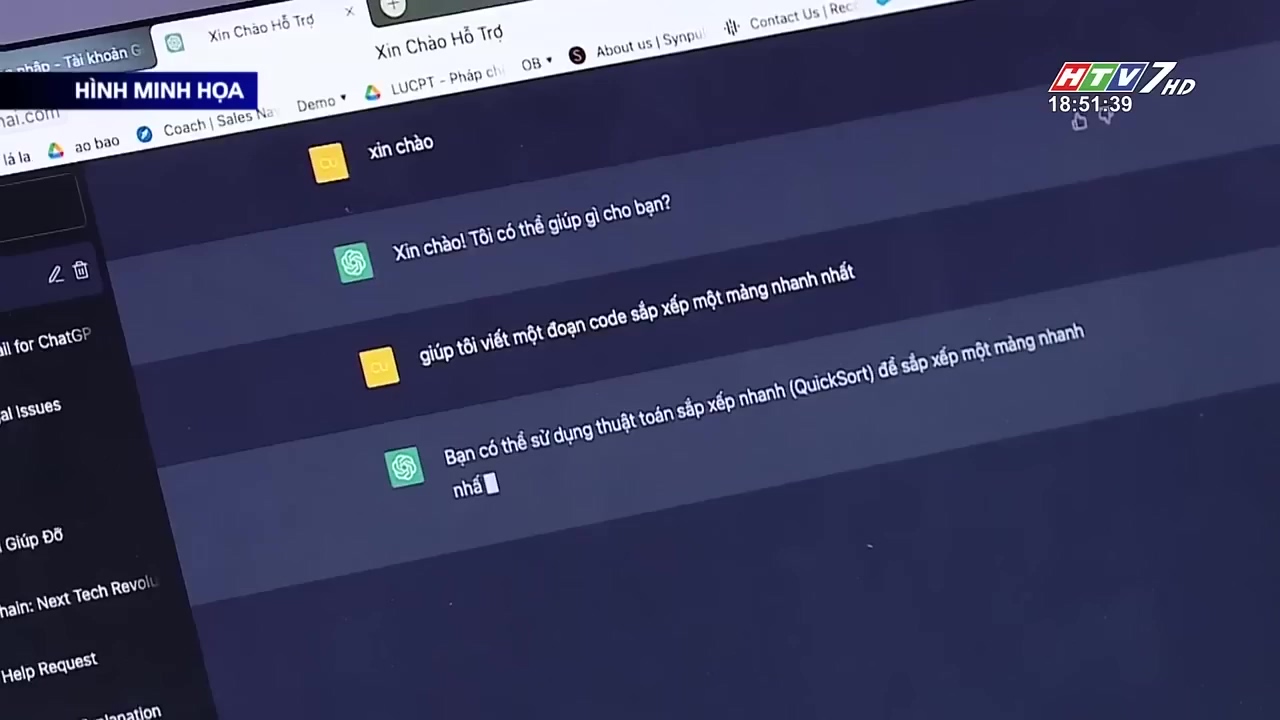 Xin Chào Hỗ Trợ
Xin Chào Hỗ Trợ
nhập - Tài khoản G
HÌNH MINH HỌA
HTV7 HD
18:51:39
nai.com
lá la
ao bao
Coach | Sales Na
Demo
LUCPT - Pháp ch
OB
About us | Synpu
Contact Us | Rec
CU
xin chào
Xin chào! Tôi có thể giúp gì cho bạn?
CU
giúp tôi viết một đoạn code sắp xếp một mảng nhanh nhất
Bạn có thể sử dụng thuật toán sắp xếp nhanh (QuickSort) để sắp xếp một mảng nhanh
nhấ
ail for ChatGP
al Issues
Giúp Đỡ
hain: Next Tech Revolu
Help Request
planation